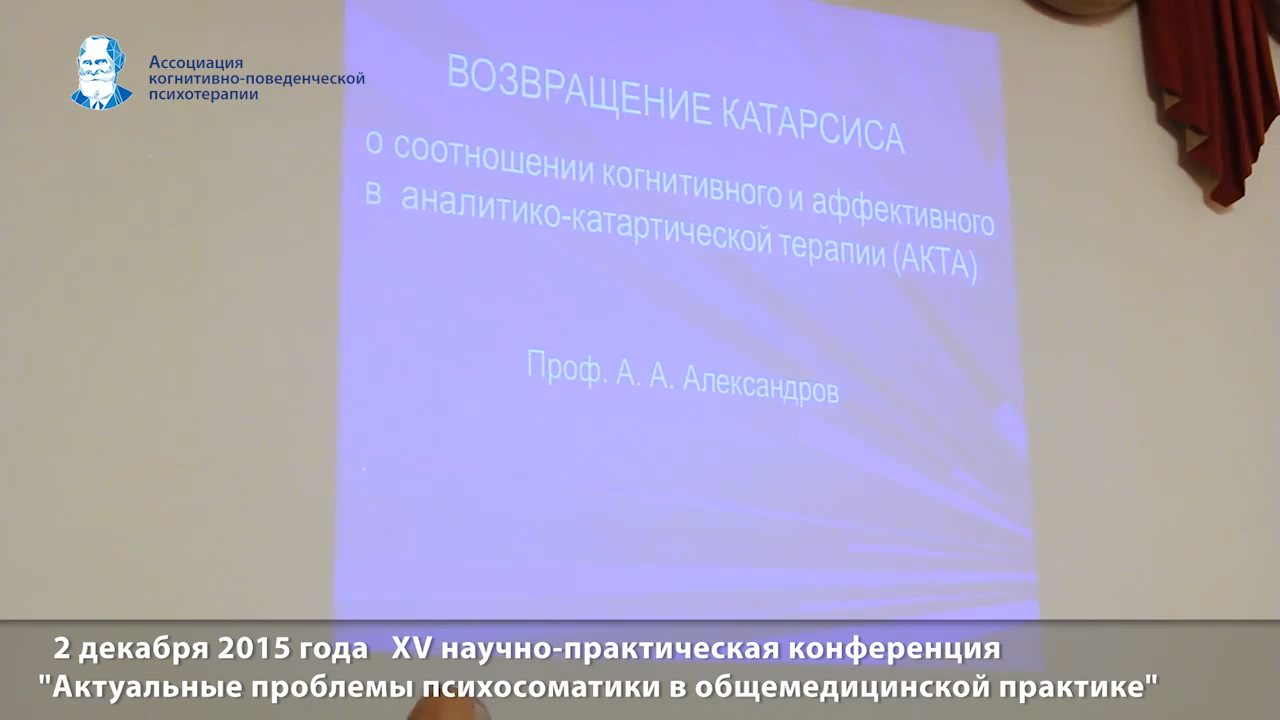 Ассоциация
когнитивно-поведенческой
психотерапии
ВОЗВРАЩЕНИЕ КАТАРСИСА
о соотношении когнитивного и аффективного
в аналитико-катартической терапии (АКТА)
Проф. А. А. Александров
2 декабря 2015 года XV научно-практическая конференция
"Актуальные проблемы психосоматики в общемедицинской практике"